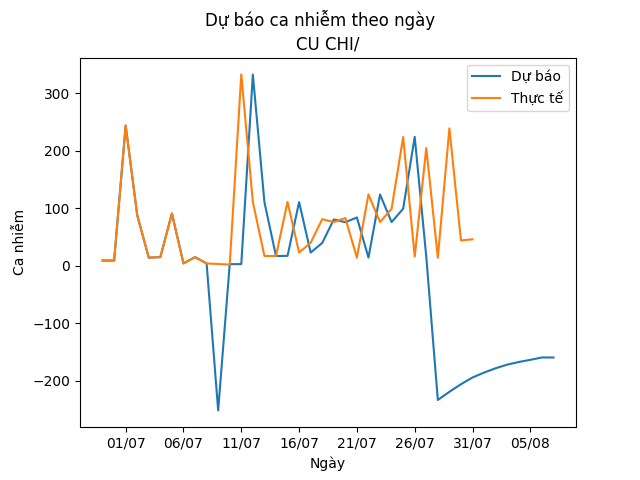 Dự báo ca nhiễm theo ngày
CU CHI/
Dự báo
Thực tế
Ca nhiễm
300
200
100
0
−100
−200
01/07 06/07 11/07 16/07 21/07 26/07 31/07 05/08
Ngày